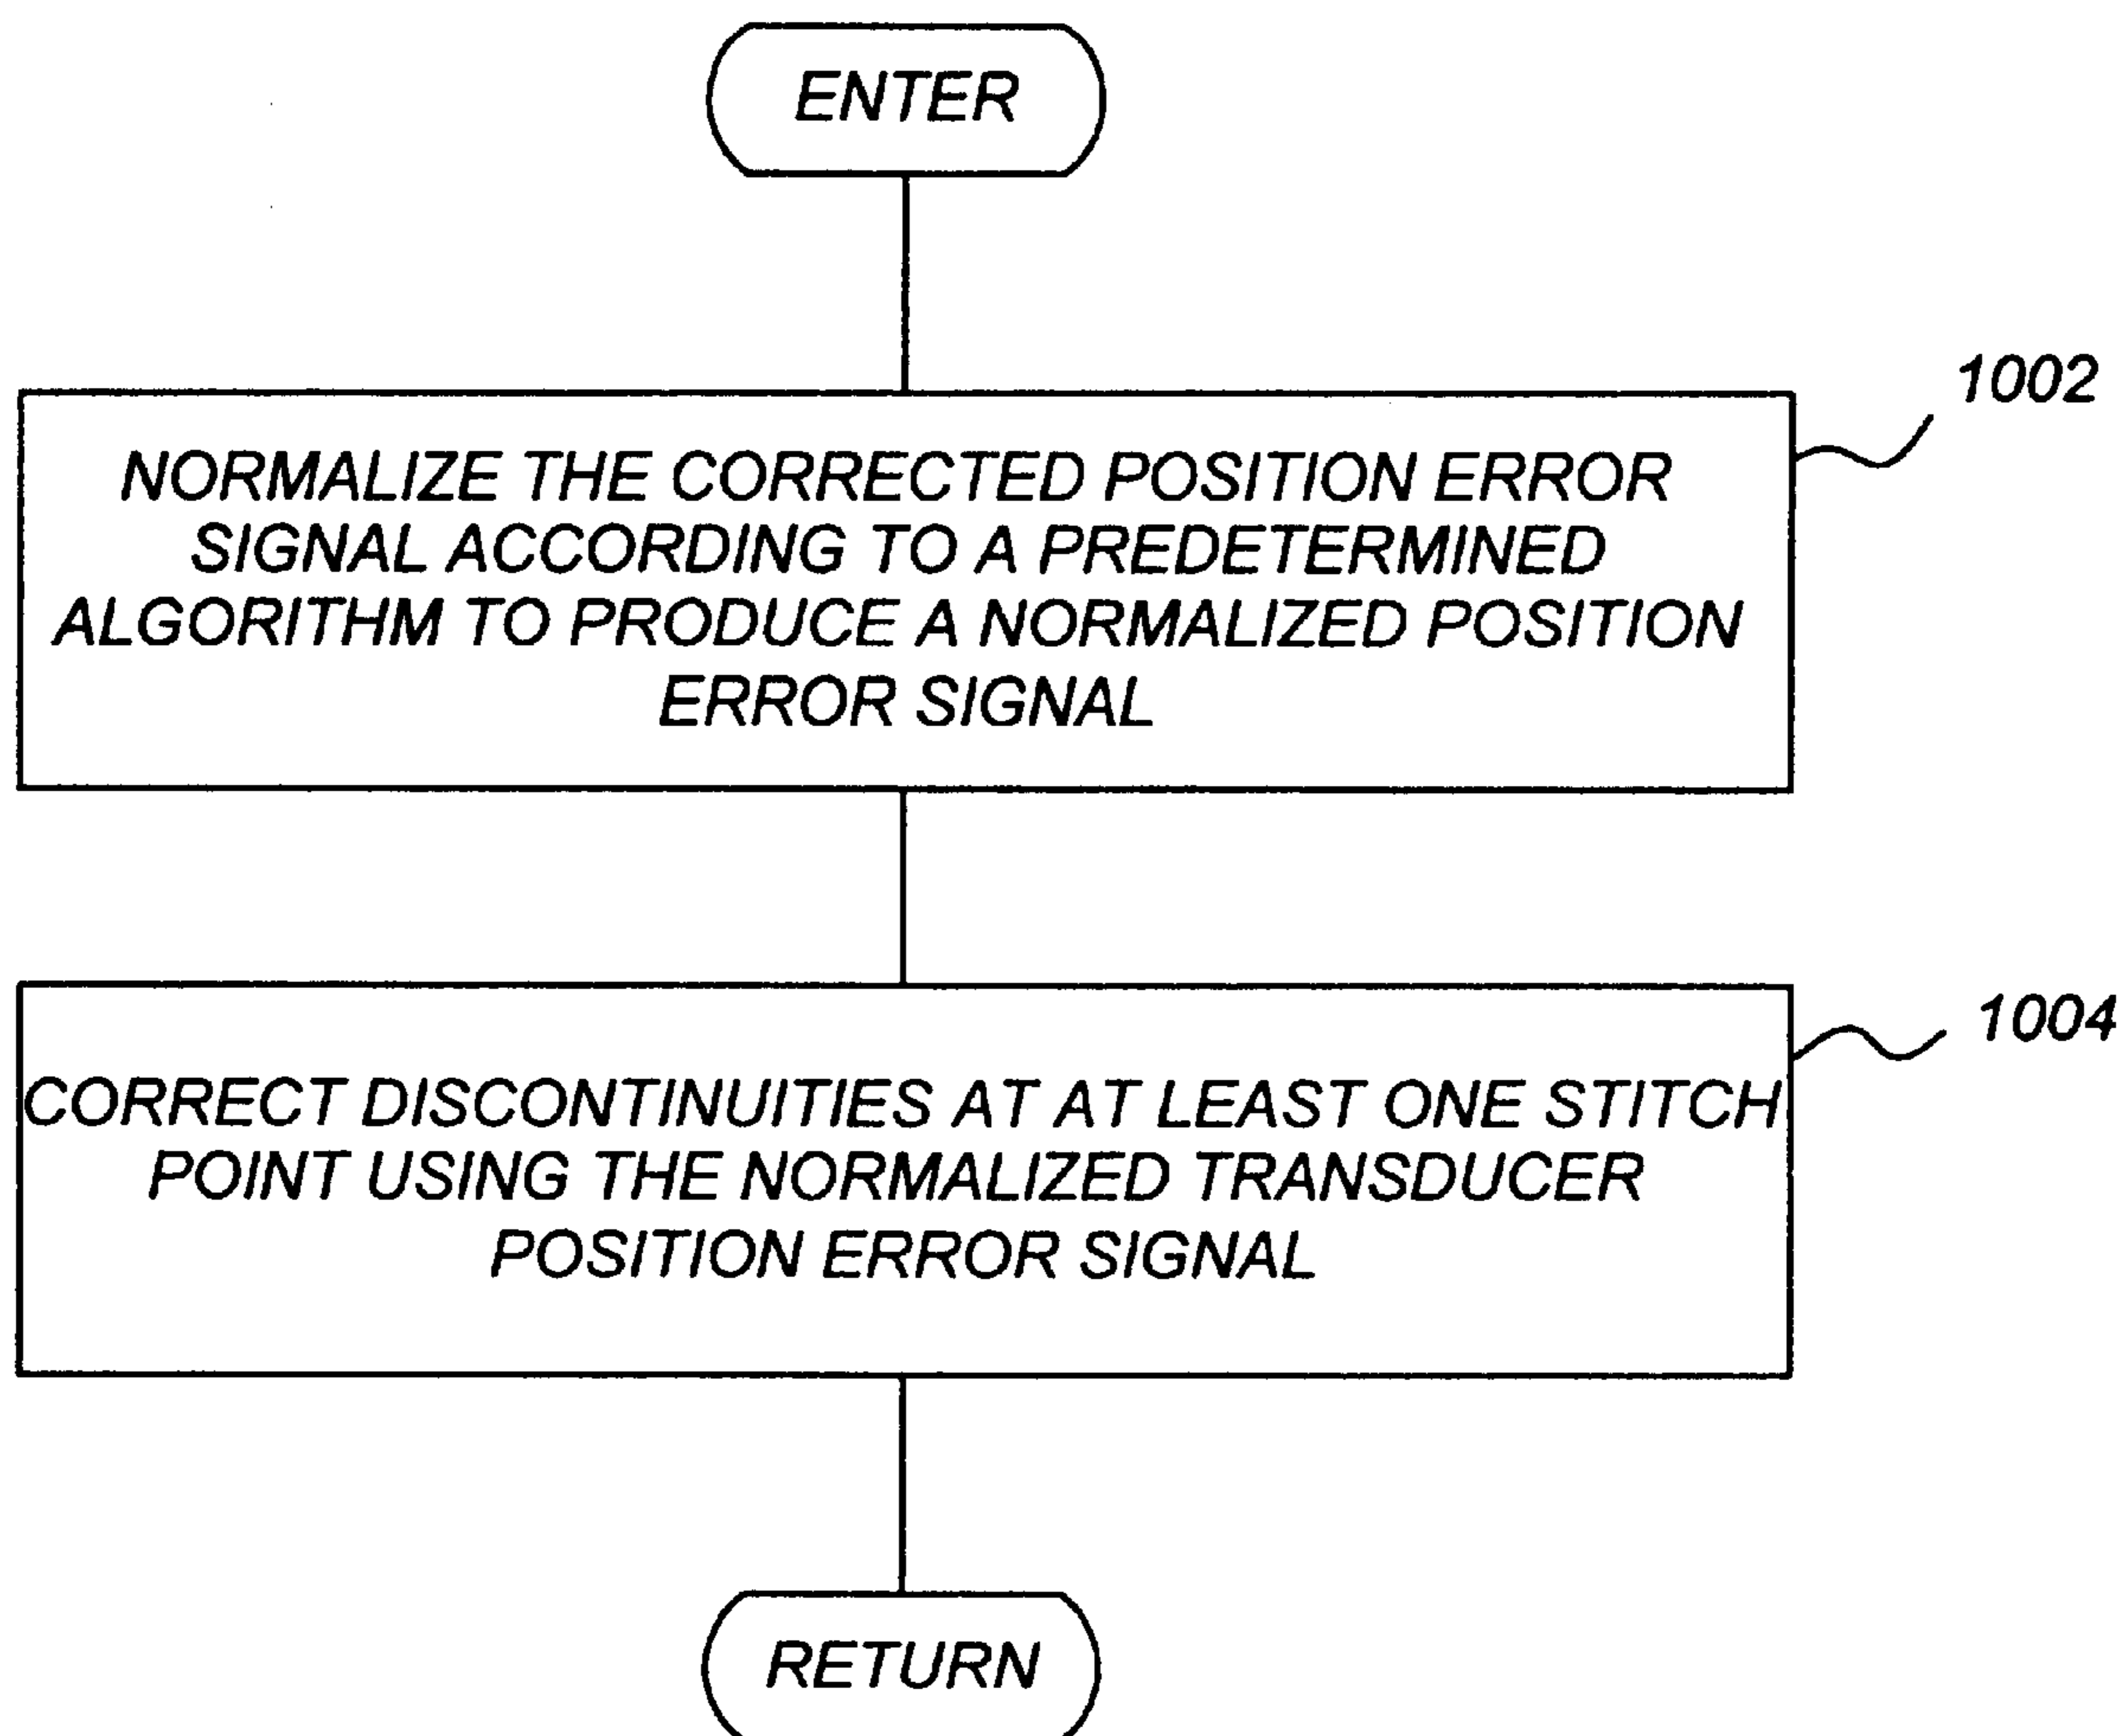 ENTER
1002
NORMALIZE THE CORRECTED POSITION ERROR
SIGNAL ACCORDING TO A PREDETERMINED
ALGORITHM TO PRODUCE A NORMALIZED POSITION
ERROR SIGNAL
1004
CORRECT DISCONTINUITIES AT AT LEAST ONE STITCH
POINT USING THE NORMALIZED TRANSDUCER
POSITION ERROR SIGNAL
RETURN